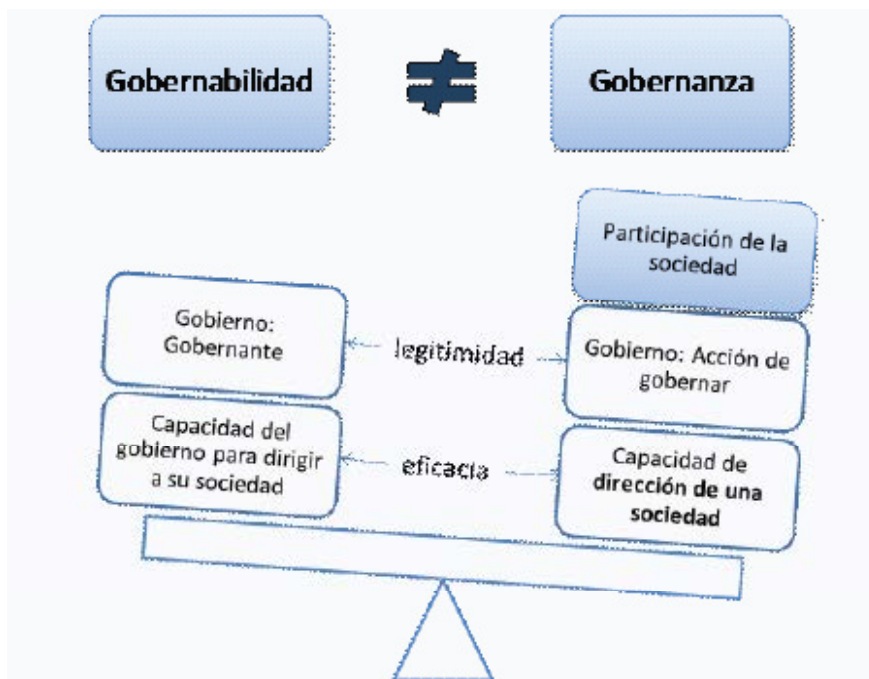 Gobernabilidad
≠
Gobernanza
Participación de la
sociedad
Gobierno:
Gobernante
legitimidad
Gobierno: Acción de
gobernar
Capacidad del
gobierno para dirigir
a su sociedad
eficacia
Capacidad de
dirección de una
sociedad